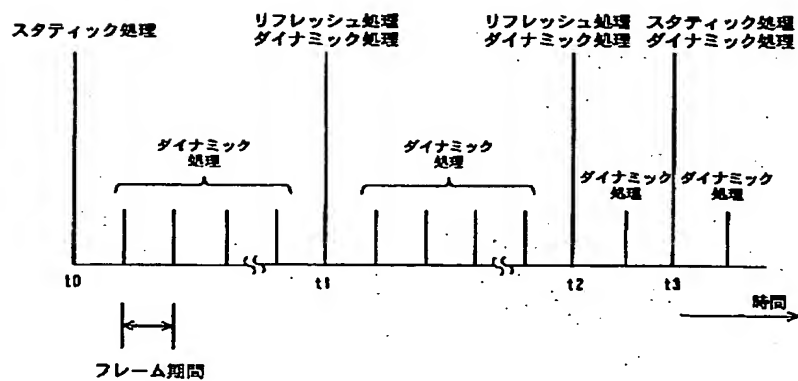 スタティック処理
リフレッシュ処理
ダイナミック処理
リフレッシュ処理
ダイナミック処理
スタティック処理
ダイナミック処理
ダイナミック
処理
ダイナミック
処理
ダイナミック
処理
ダイナミック
処理
t0
t1
t2
t3
時間
フレーム期間